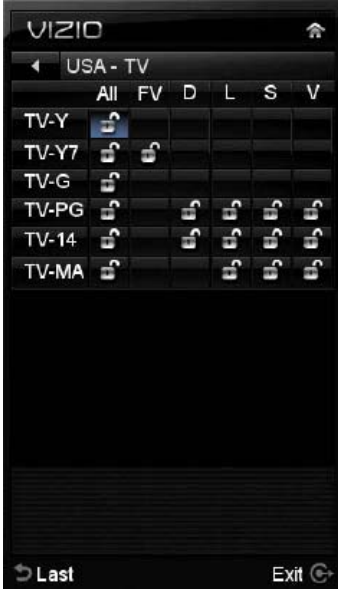 VIZIO
USA - TV
All FV D L S V
TV-Y
TV-Y7
TV-G
TV-PG
TV-14
TV-MA
Last Exit